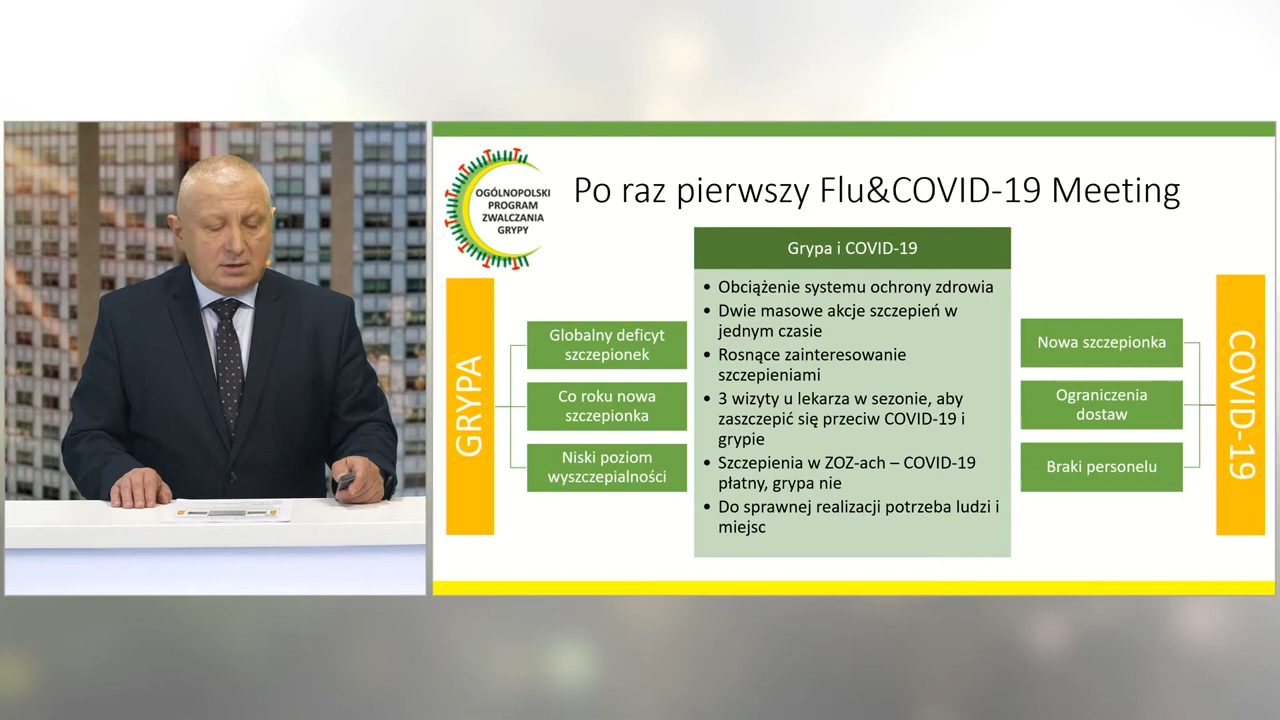 OGÓLNOPOLSKI
PROGRAM
ZWALCZANIA
GRYPY
Po raz pierwszy Flu&COVID-19 Meeting
GRYPA
Globalny deficyt
szczepionek
Co roku nowa
szczepionka
Niski poziom
wyszczepialności
Grypa i COVID-19
• Obciążenie systemu ochrony zdrowia
• Dwie masowe akcje szczepień w
jednym czasie
• Rosnące zainteresowanie
szczepieniami
• 3 wizyty u lekarza w sezonie, aby
zaszczepić się przeciw COVID-19 i
grypie
• Szczepienia w ZOZ-ach – COVID-19
płatny, grypa nie
• Do sprawnej realizacji potrzeba ludzi i
miejsc
Nowa szczepionka
Ograniczenia
dostaw
Braki personelu
COVID-19